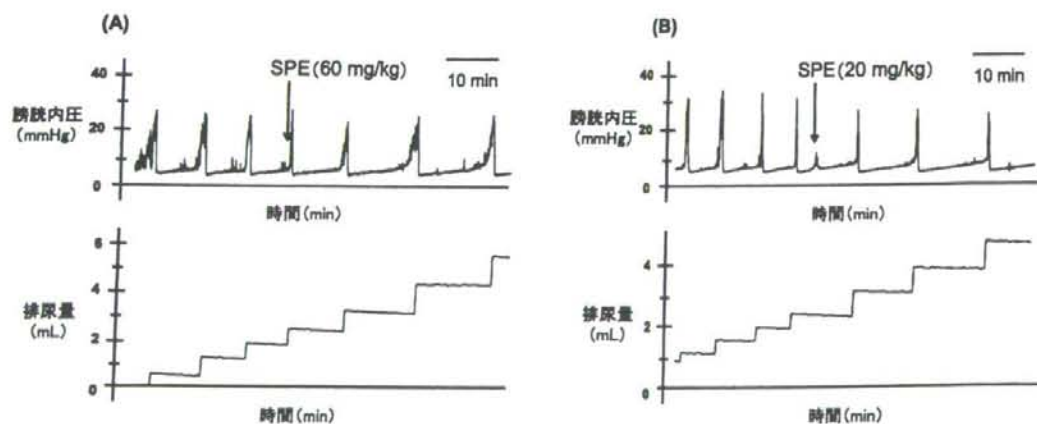 (A)
SPE(60 mg/kg)
10 min
40
20
0
膀胱内圧
(mmHg)
時間(min)
6
4
2
0
排尿量
(mL)
時間(min)
(B)
SPE(20 mg/kg)
10 min
40
20
0
膀胱内圧
(mmHg)
時間(min)
4
2
0
排尿量
(mL)
時間(min)